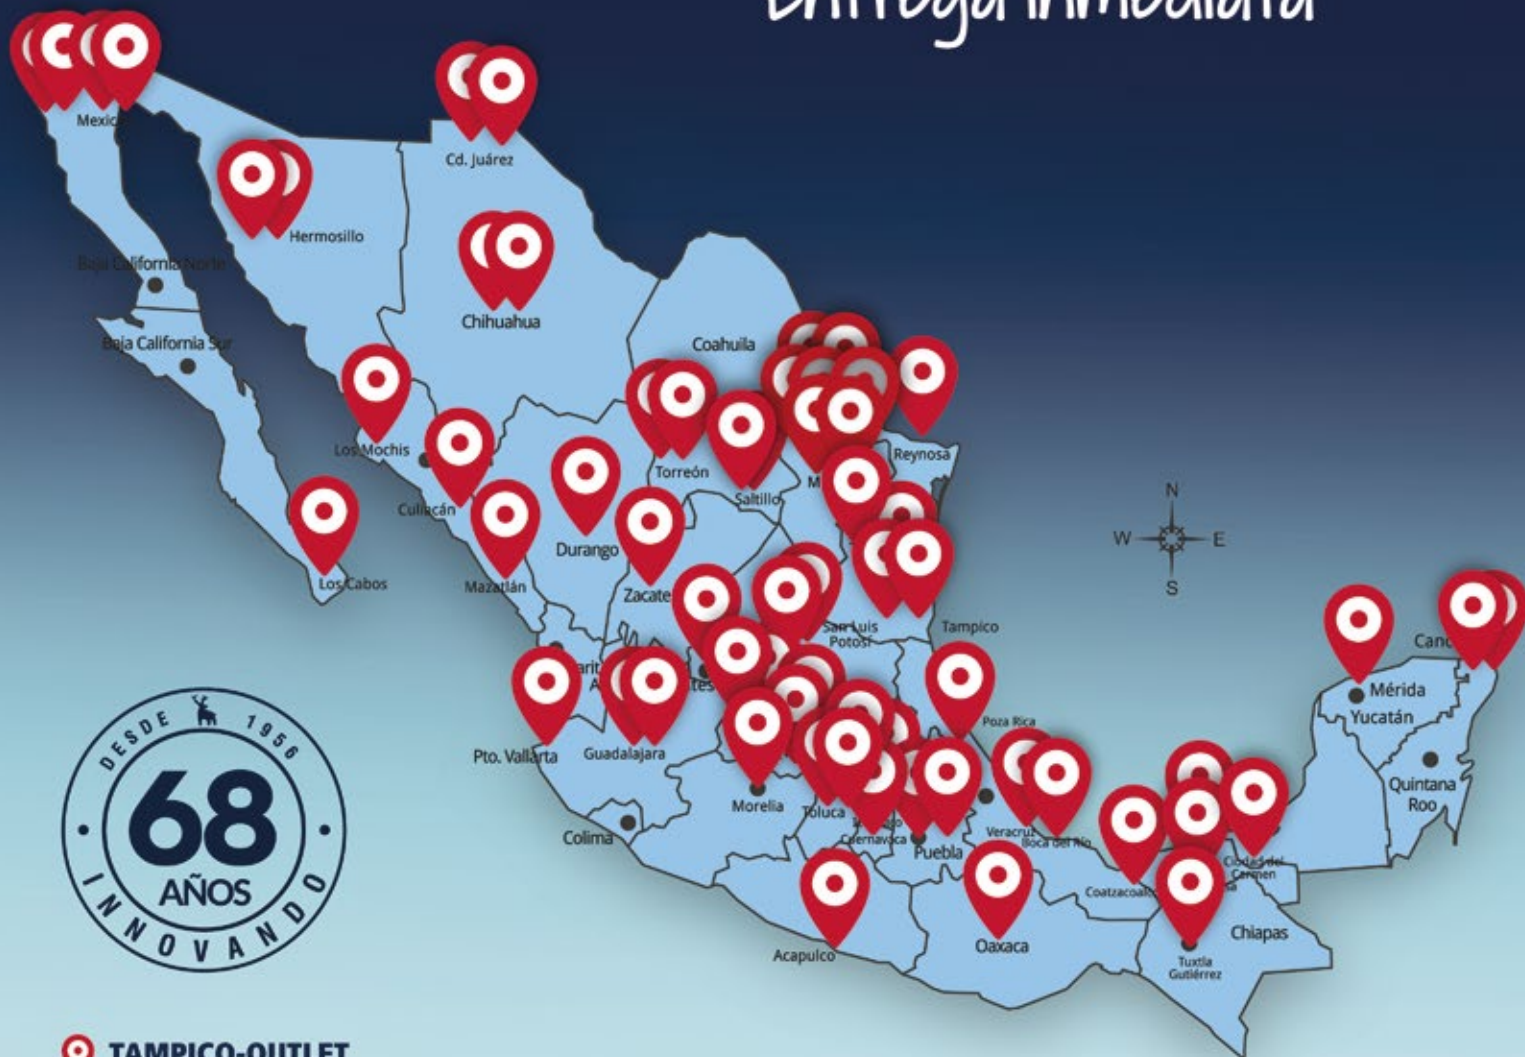 Entrega inmediata
Cd. Juárez
Hermosillo
Baja California Norte
Chihuahua
Baja California Sur
Coahuila
Los Mochis
Reynosa
Torreón
Saltillo
Culiacán
Durango
Los Cabos
Mazatlán
San Luis
Potosí
Tampico
N
W
E
S
Mérida
Yucatán
Poza Rica
Pto. Vallarta
Guadalajara
Quintana
Roo
Morelia
Toluca
Colima
Cuernavaca
Puebla
Veracruz
Boca del Río
Ciudad del
Carmen
Chiapas
Acapulco
Oaxaca
Tuxtla
Gutiérrez
DESDE 1956
68
AÑOS
INNOVANDO
TAMPICO-OUTLET